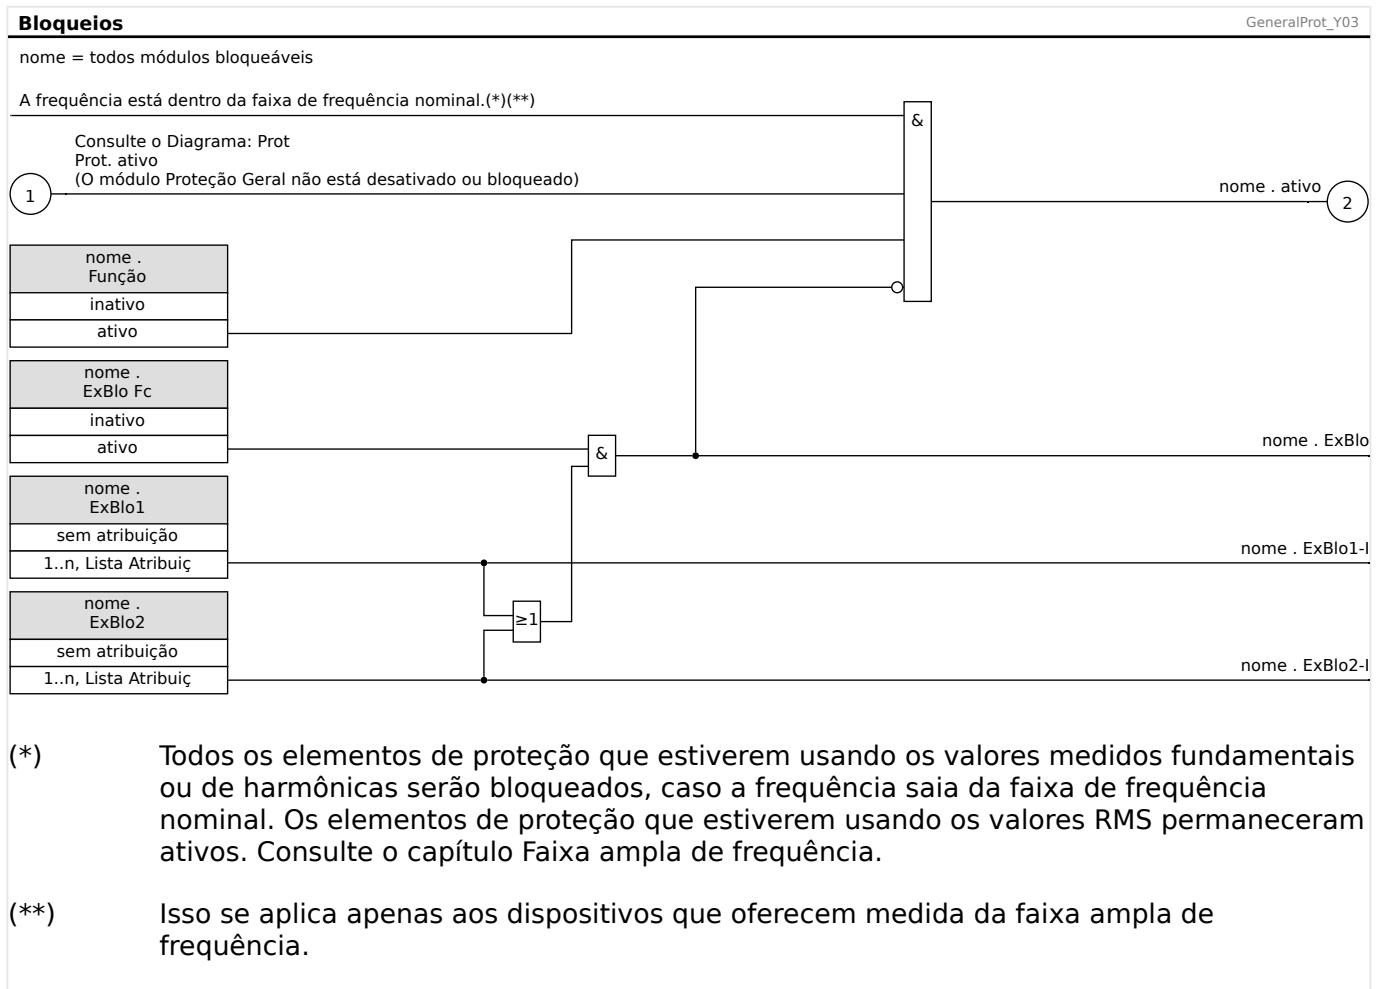 Bloqueios
GeneralProt_Y03
nome = todos módulos bloqueáveis
A frequência está dentro da faixa de frequência nominal.(*)(**)
&
Consulte o Diagrama: Prot
Prot. ativo
(O módulo Proteção Geral não está desativado ou bloqueado)
1
nome . ativo
2
nome .
Função
inativo
ativo
nome .
ExBlo Fc
inativo
ativo
&
nome . ExBlo
nome .
ExBlo1
sem atribuição
1..n, Lista Atribuiç
nome . ExBlo1-I
nome .
ExBlo2
≥1
sem atribuição
1..n, Lista Atribuiç
nome . ExBlo2-I
(*) Todos os elementos de proteção que estiverem usando os valores medidos fundamentais
ou de harmônicas serão bloqueados, caso a frequência saia da faixa de frequência
nominal. Os elementos de proteção que estiverem usando os valores RMS permaneceram
ativos. Consulte o capítulo Faixa ampla de frequência.
(**) Isso se aplica apenas aos dispositivos que oferecem medida da faixa ampla de
frequência.